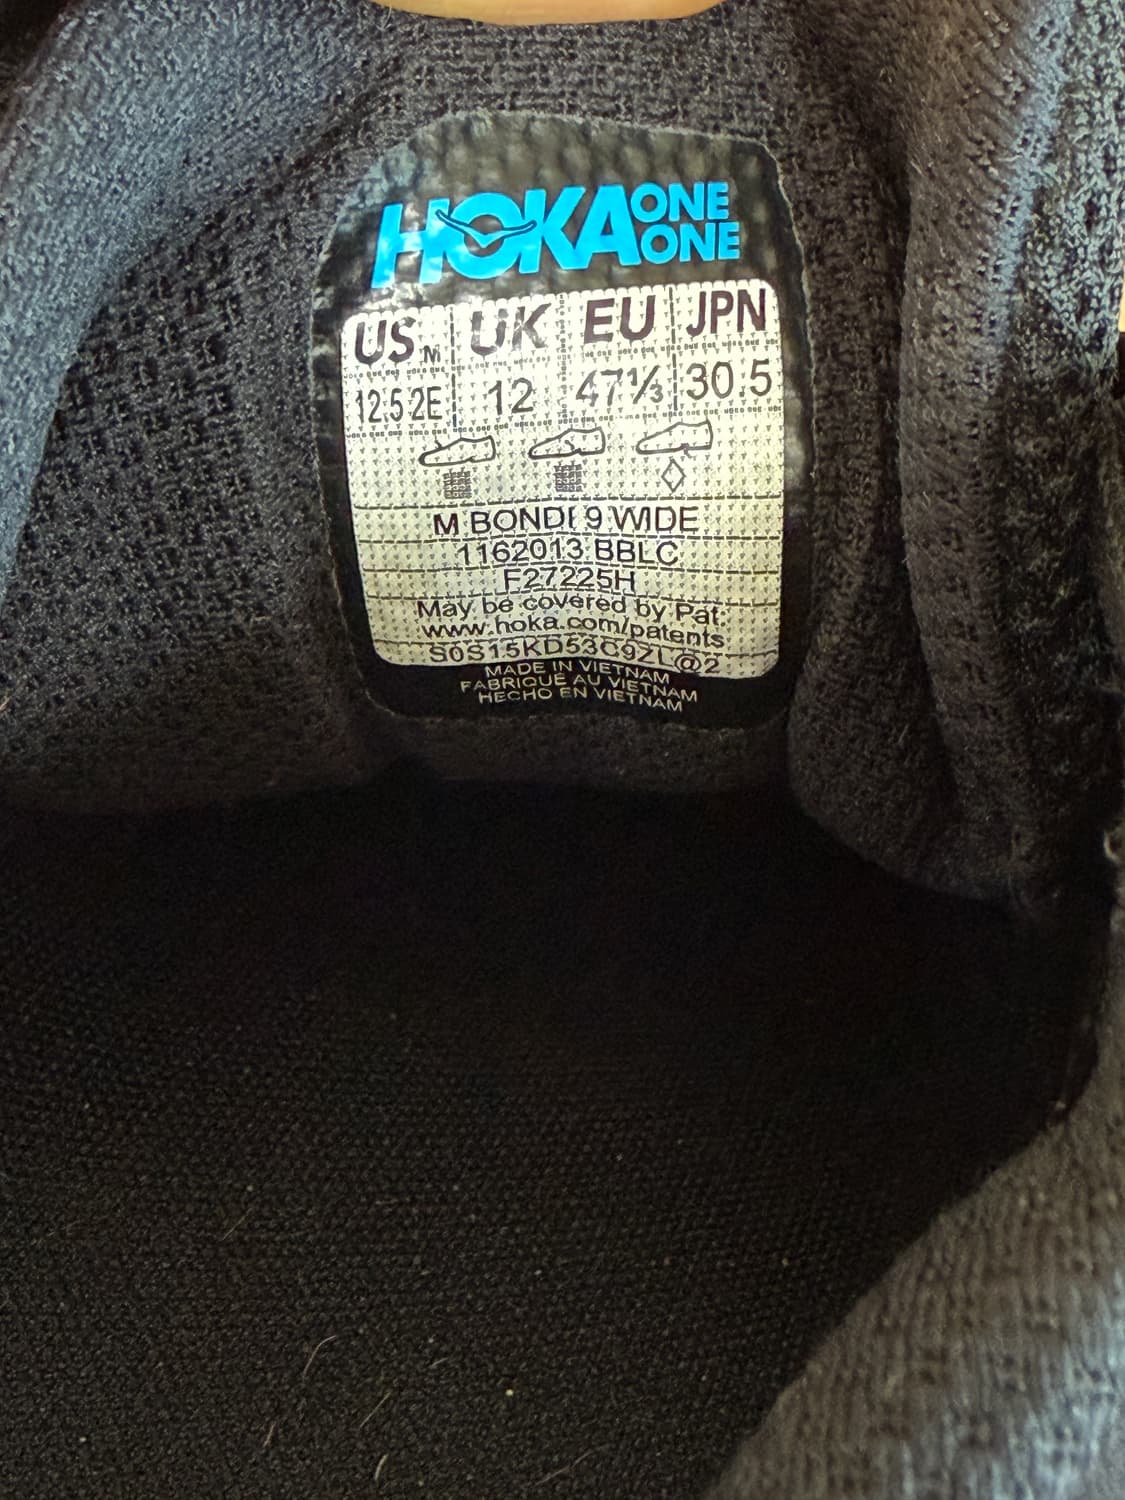 HOKA ONE ONE
US M UK EU JPN
12.5 2E 12 47⅓ 30.5
M BONDI 9 WIDE
1162013 BBLC
F27225H
May be covered by Pat.
www.hoka.com/patents
S0S15KD53C9ZL@2
MADE IN VIETNAM
FABRIQUÉ AU VIETNAM
HECHO EN VIETNAM